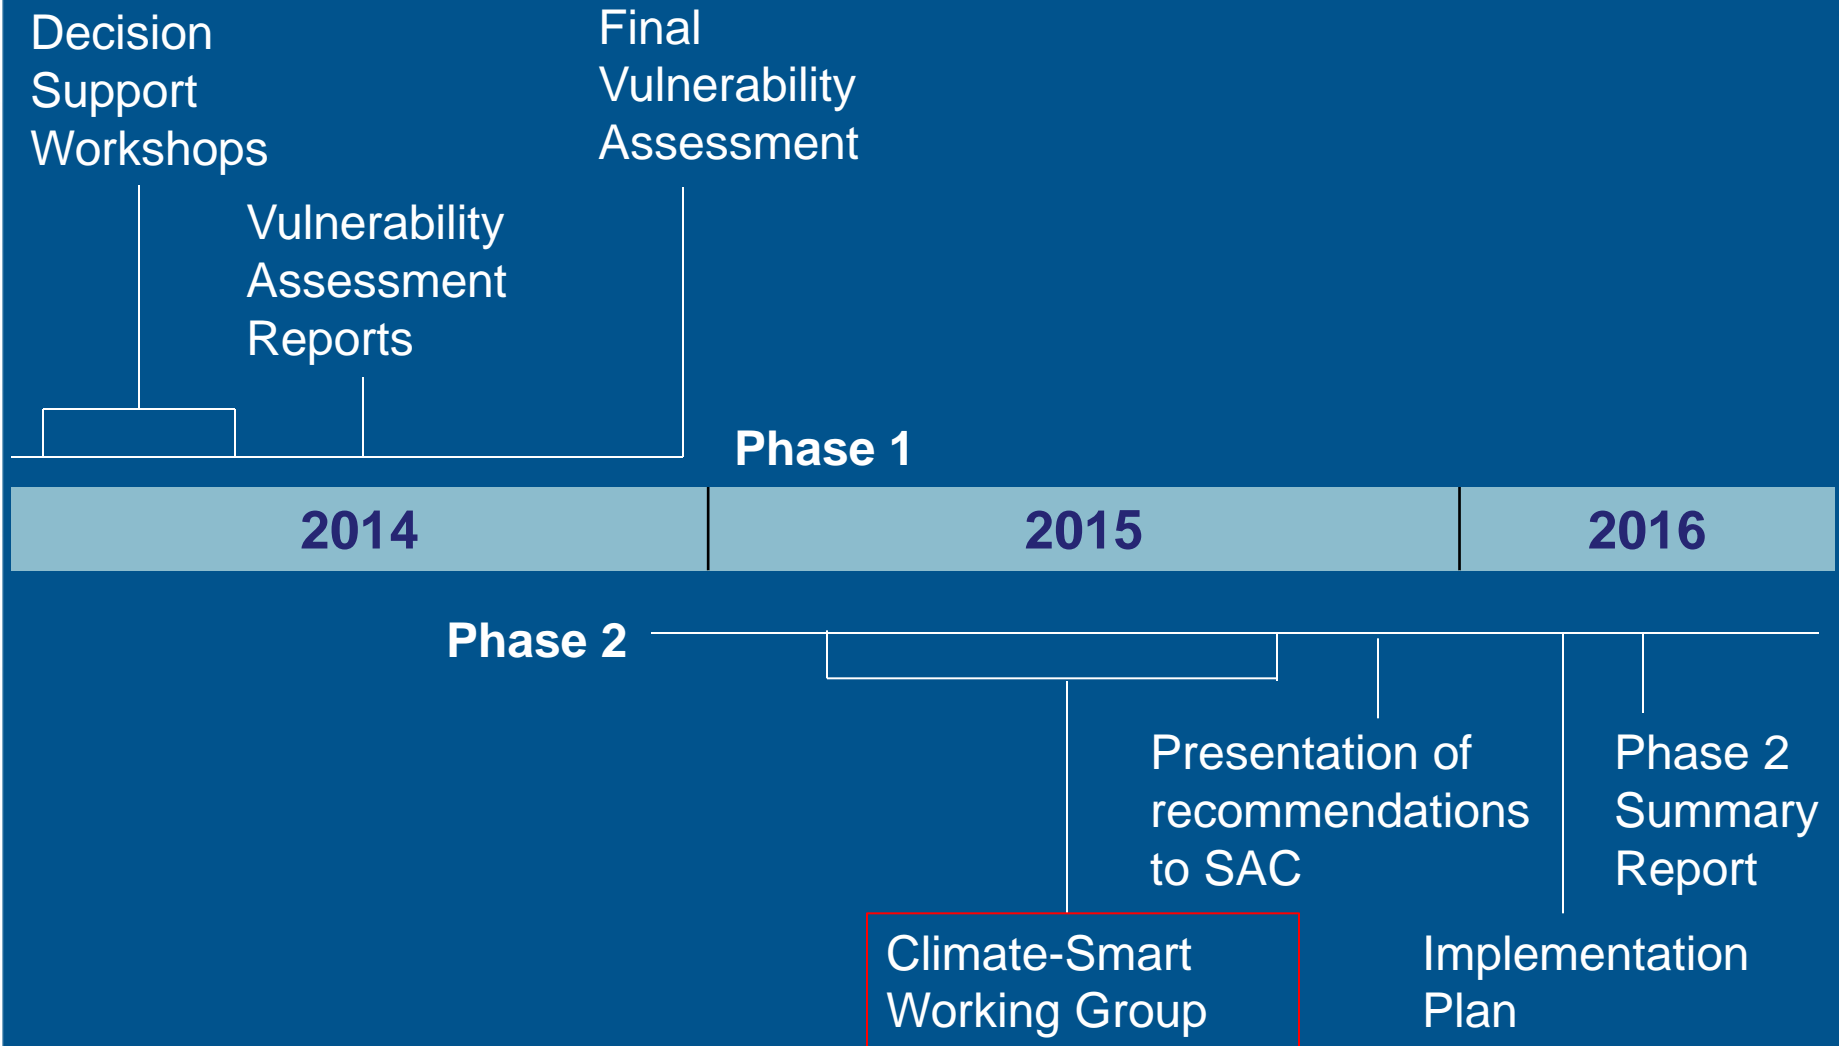 Decision
Support
Workshops
Final
Vulnerability
Assessment
Vulnerability
Assessment
Reports
Phase 1
2014
2015
2016
Phase 2
Presentation of
recommendations
to SAC
Phase 2
Summary
Report
Climate-Smart
Working Group
Implementation
Plan